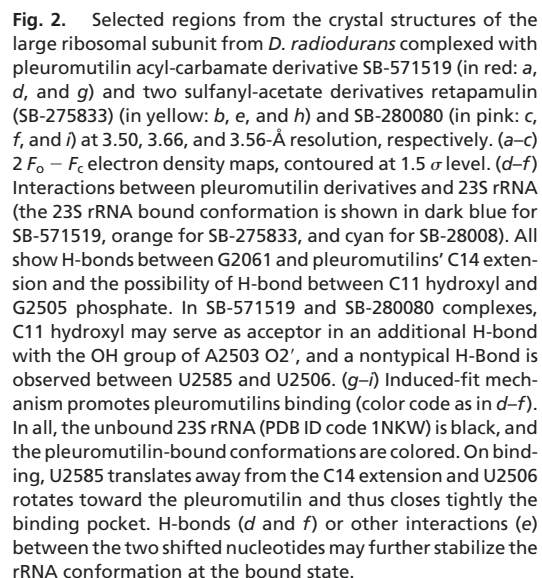 Fig. 2. Selected regions from the crystal structures of the
large ribosomal subunit from D. radiodurans complexed with
pleuromutilin acyl-carbamate derivative SB-571519 (in red: a,
d, and g) and two sulfanyl-acetate derivatives retapamulin
(SB-275833) (in yellow: b, e, and h) and SB-280080 (in pink: c,
f, and i) at 3.50, 3.66, and 3.56-Å resolution, respectively. (a–c)
2 Fo − Fc electron density maps, contoured at 1.5 σ level. (d–f)
Interactions between pleuromutilin derivatives and 23S rRNA
(the 23S rRNA bound conformation is shown in dark blue for
SB-571519, orange for SB-275833, and cyan for SB-28008). All
show H-bonds between G2061 and pleuromutilins' C14 exten-
sion and the possibility of H-bond between C11 hydroxyl and
G2505 phosphate. In SB-571519 and SB-280080 complexes,
C11 hydroxyl may serve as acceptor in an additional H-bond
with the OH group of A2503 O2′, and a nontypical H-Bond is
observed between U2585 and U2506. (g–i) Induced-fit mech-
anism promotes pleuromutilins binding (color code as in d–f).
In all, the unbound 23S rRNA (PDB ID code 1NKW) is black, and
the pleuromutilin-bound conformations are colored. On bind-
ing, U2585 translates away from the C14 extension and U2506
rotates toward the pleuromutilin and thus closes tightly the
binding pocket. H-bonds (d and f) or other interactions (e)
between the two shifted nucleotides may further stabilize the
rRNA conformation at the bound state.